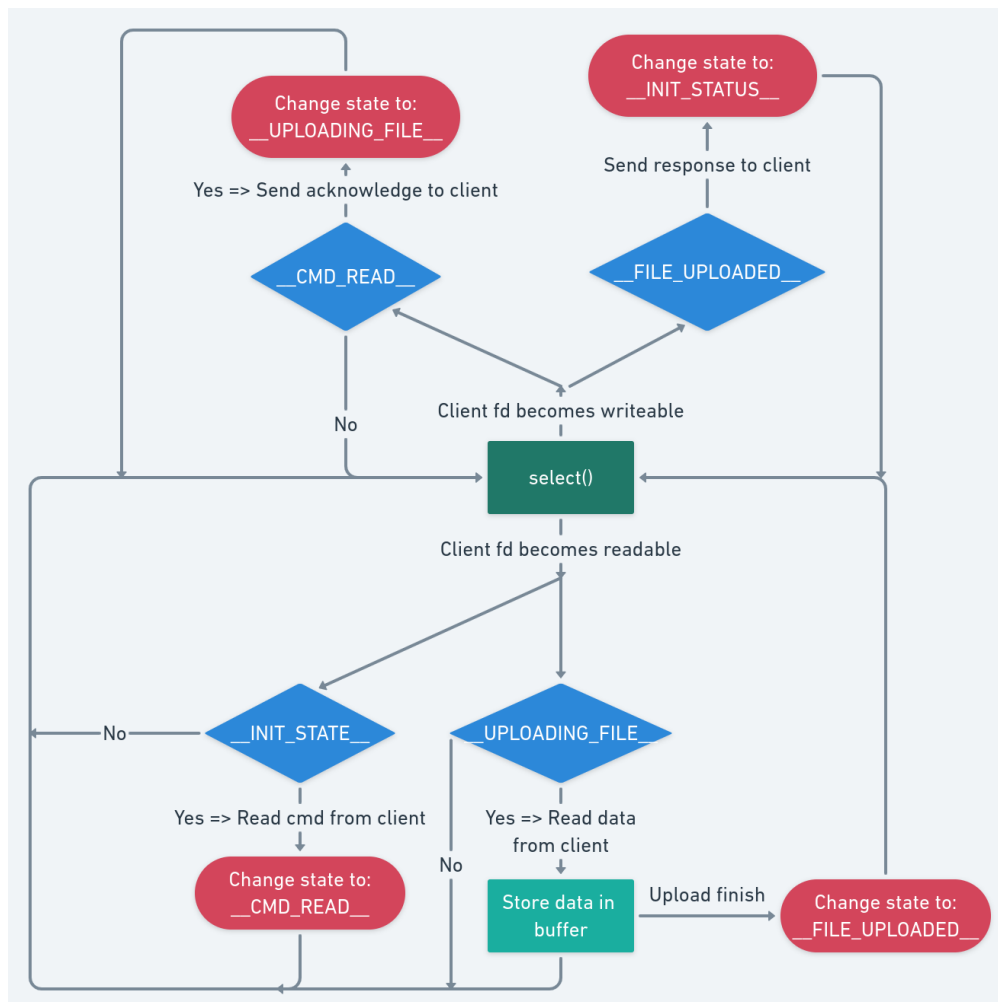 Change state to:
__UPLOADING_FILE__
Change state to:
__INIT_STATUS__
Yes => Send acknowledge to client
Send response to client
__CMD_READ__
__FILE_UPLOADED__
Client fd becomes writeable
No
select()
Client fd becomes readable
No
__INIT_STATE__
__UPLOADING_FILE__
Yes => Read cmd from client
Yes => Read data
from client
No
Change state to:
__CMD_READ__
Store data in
buffer
Upload finish
Change state to:
__FILE_UPLOADED__